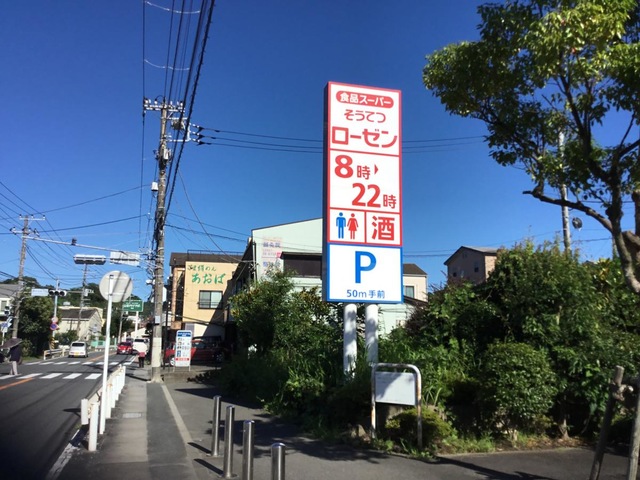 食品スーパー
そうてつ
ローゼン
8時
22時
酒
P
50m手前
あおば